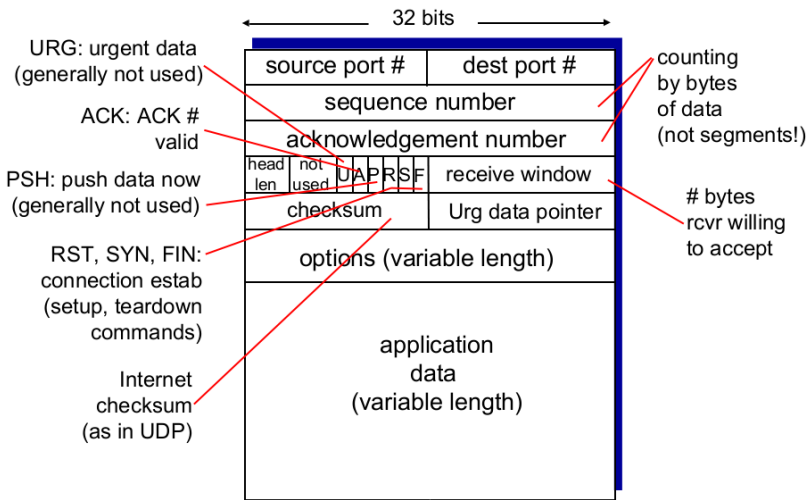 32 bits
URG: urgent data
(generally not used)
ACK: ACK #
valid
PSH: push data now
(generally not used)
RST, SYN, FIN:
connection estab
(setup, teardown
commands)
Internet
checksum
(as in UDP)
source port #
dest port #
sequence number
acknowledgement number
head
len
not
used
U A P R S F
receive window
checksum
Urg data pointer
options (variable length)
application
data
(variable length)
counting
by bytes
of data
(not segments!)
# bytes
rcvr willing
to accept